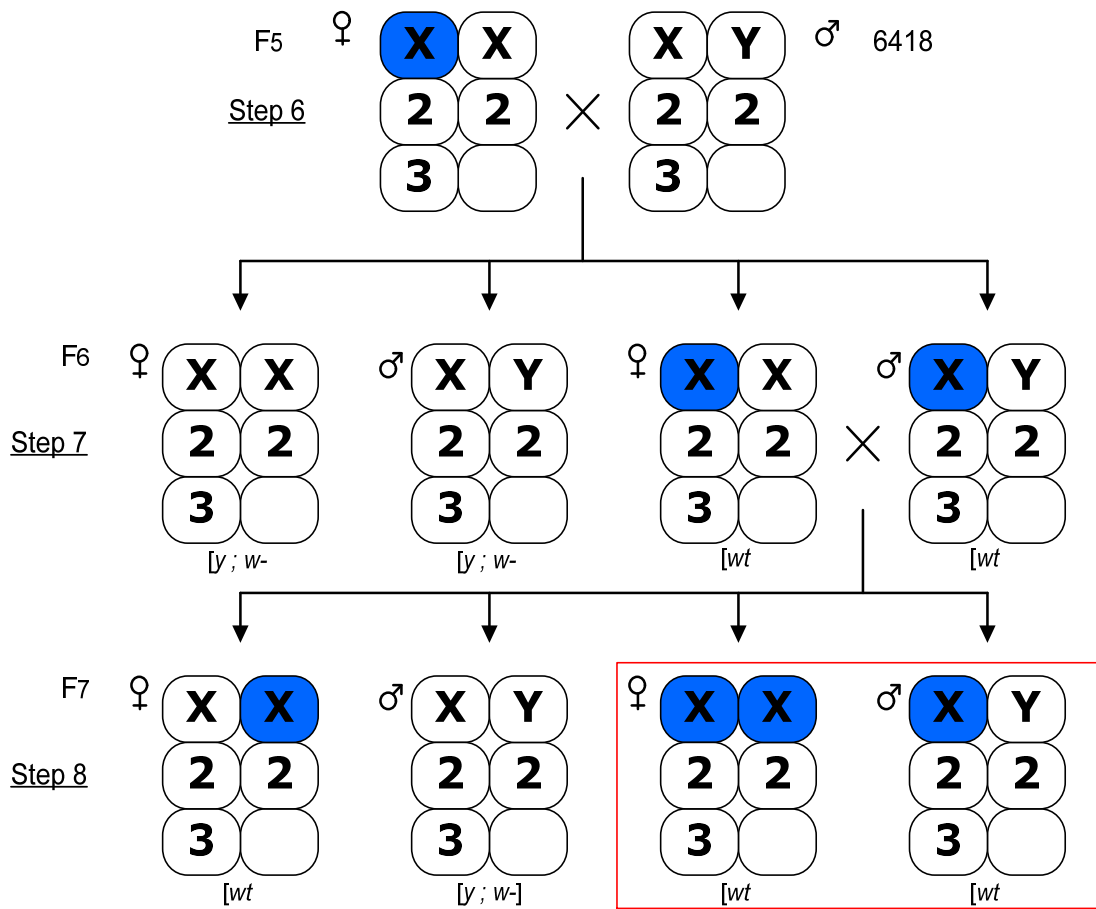 F5 ♀ X X X Y ♂ 6418
Step 6 2 2 2 2
3 3
F6 ♀ X X ♂ X Y ♀ X X ♂ X Y
Step 7 2 2 2 2 2 2 2 2
3 3 3 3
[y ; w- [y ; w- [wt [wt
F7 ♀ X X ♂ X Y ♀ X X ♂ X Y
Step 8 2 2 2 2 2 2 2 2
3 3 3 3
[wt [y ; w-] [wt [wt